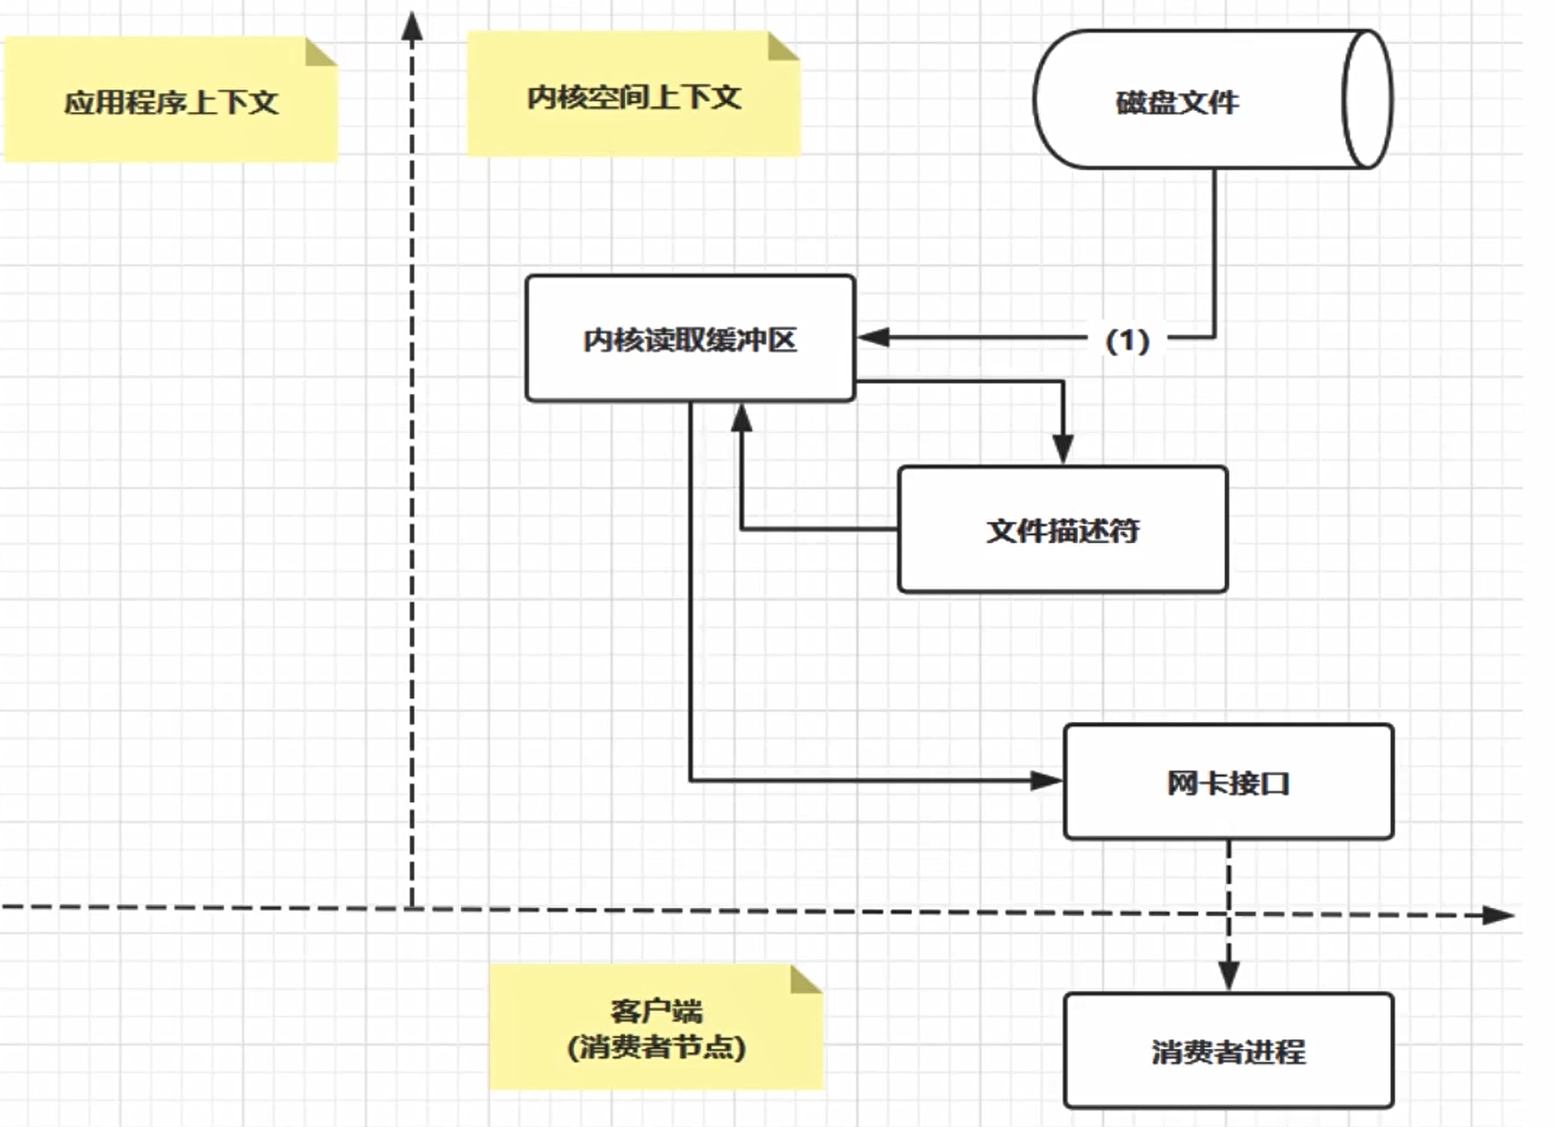 应用程序上下文
内核空间上下文
磁盘文件
内核读取缓冲区
(1)
文件描述符
网卡接口
客户端
(消费者节点)
消费者进程